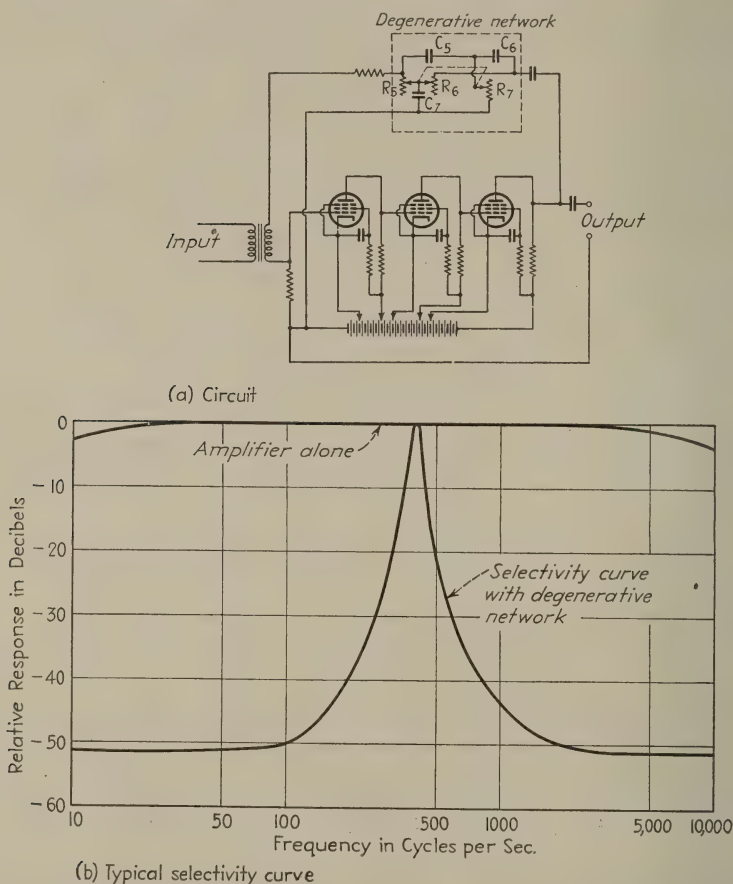 Degenerative network
C5 C6
R5 R6 R7
C7
Input
Output
(a) Circuit
Relative Response in Decibels
0
-10
-20
-30
-40
-50
-60
Amplifier alone
Selectivity curve
with degenerative
network
10 100 500 1000 5,000 10,000
Frequency in Cycles per Sec.
(b) Typical selectivity curve